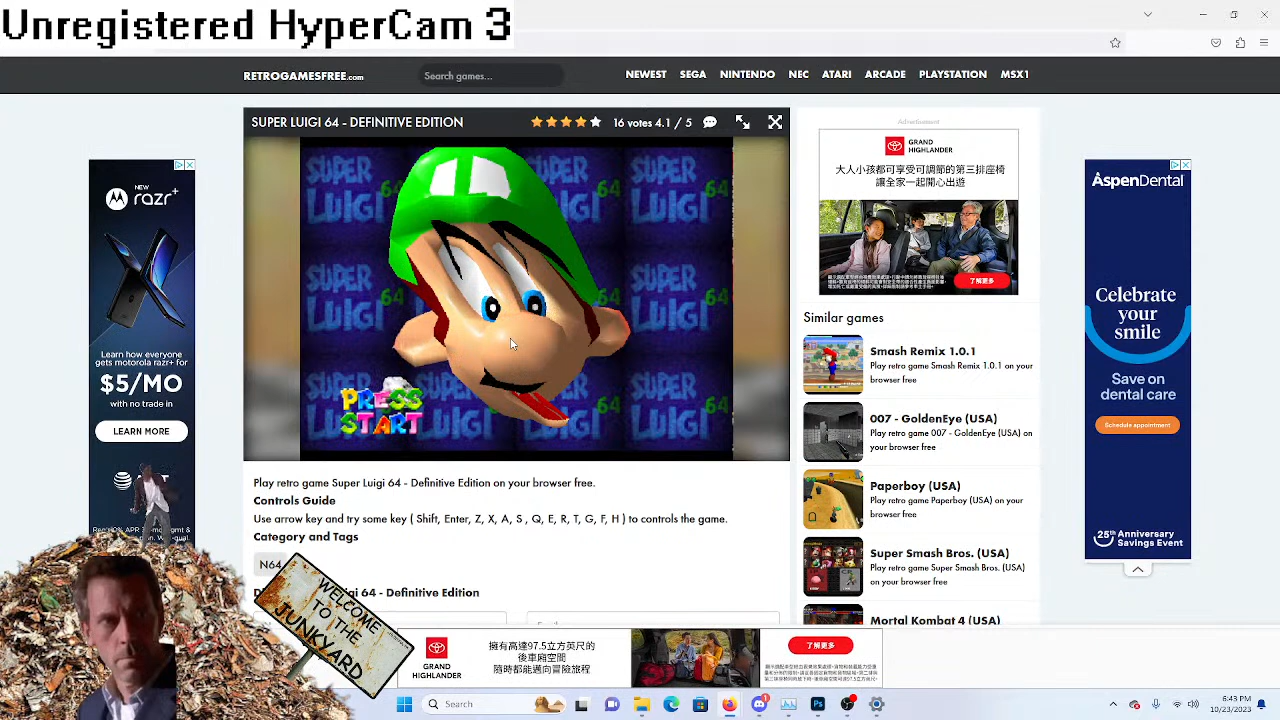 Unregistered HyperCam 3
RETROGAMESFREE.com
Search games...
NEWEST SEGA NINTENDO NEC ATARI ARCADE PLAYSTATION MSX1
SUPER LUIGI 64 - DEFINITIVE EDITION
16 votes 4.1 / 5
SUPER LUIGI 64
PRESS
START
NEW
razr+
Learn how everyone
gets motorola razr+ for
$5/MO
with no trade in
LEARN MORE
Play retro game Super Luigi 64 - Definitive Edition on your browser free.
Controls Guide
Use arrow key and try some key ( Shift, Enter, Z, X, A, S , Q, E, R, T, G, F, H ) to controls the game.
Category and Tags
N64
Luigi 64 - Definitive Edition
WELCOME
TO THE
JUNKYARD
Advertisement
GRAND
HIGHLANDER
大人小孩都可享受可調節的第三排座椅
讓全家一起開心出遊
了解更多
Similar games
Smash Remix 1.0.1
Play retro game Smash Remix 1.0.1 on your
browser free
007 - GoldenEye (USA)
Play retro game 007 - GoldenEye (USA) on
your browser free
Paperboy (USA)
Play retro game Paperboy (USA) on your
browser free
Super Smash Bros. (USA)
Play retro game Super Smash Bros. (USA)
on your browser free
Mortal Kombat 4 (USA)
AspenDental
Celebrate
your
smile
Save on
dental care
Schedule appointment
25th Anniversary
Savings Event
GRAND
HIGHLANDER
擁有高達97.5立方英尺的
後車廂空間
隨時都能邁向冒險旅程
了解更多
Search
6:43 PM
10/23/2023